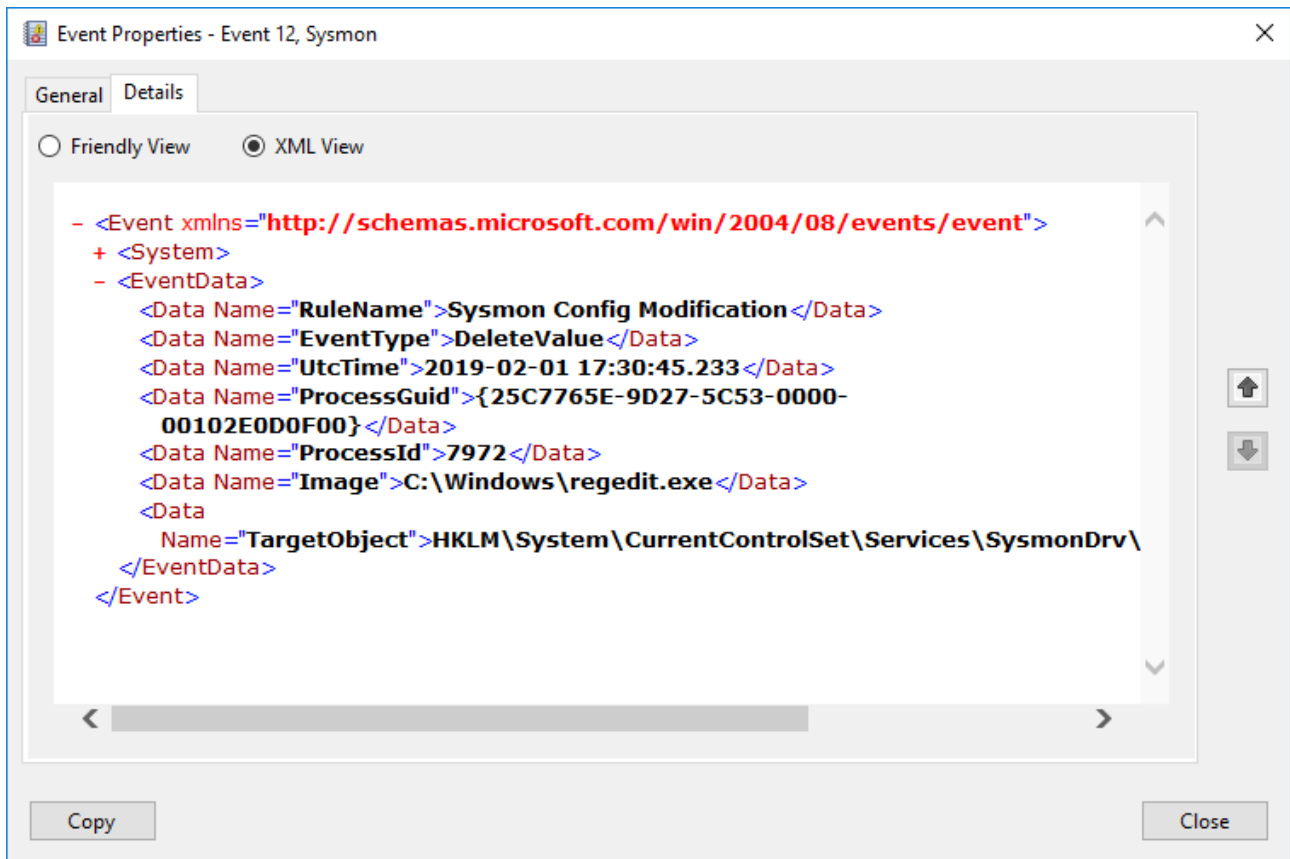 Event Properties - Event 12, Sysmon
General Details
Friendly View XML View
- <Event xmlns="http://schemas.microsoft.com/win/2004/08/events/event">
+ <System>
- <EventData>
<Data Name="RuleName">Sysmon Config Modification</Data>
<Data Name="EventType">DeleteValue</Data>
<Data Name="UtcTime">2019-02-01 17:30:45.233</Data>
<Data Name="ProcessGuid">{25C7765E-9D27-5C53-0000-
00102E0D0F00}</Data>
<Data Name="ProcessId">7972</Data>
<Data Name="Image">C:\Windows\regedit.exe</Data>
<Data
Name="TargetObject">HKLM\System\CurrentControlSet\Services\SysmonDrv\
</EventData>
</Event>
Copy Close